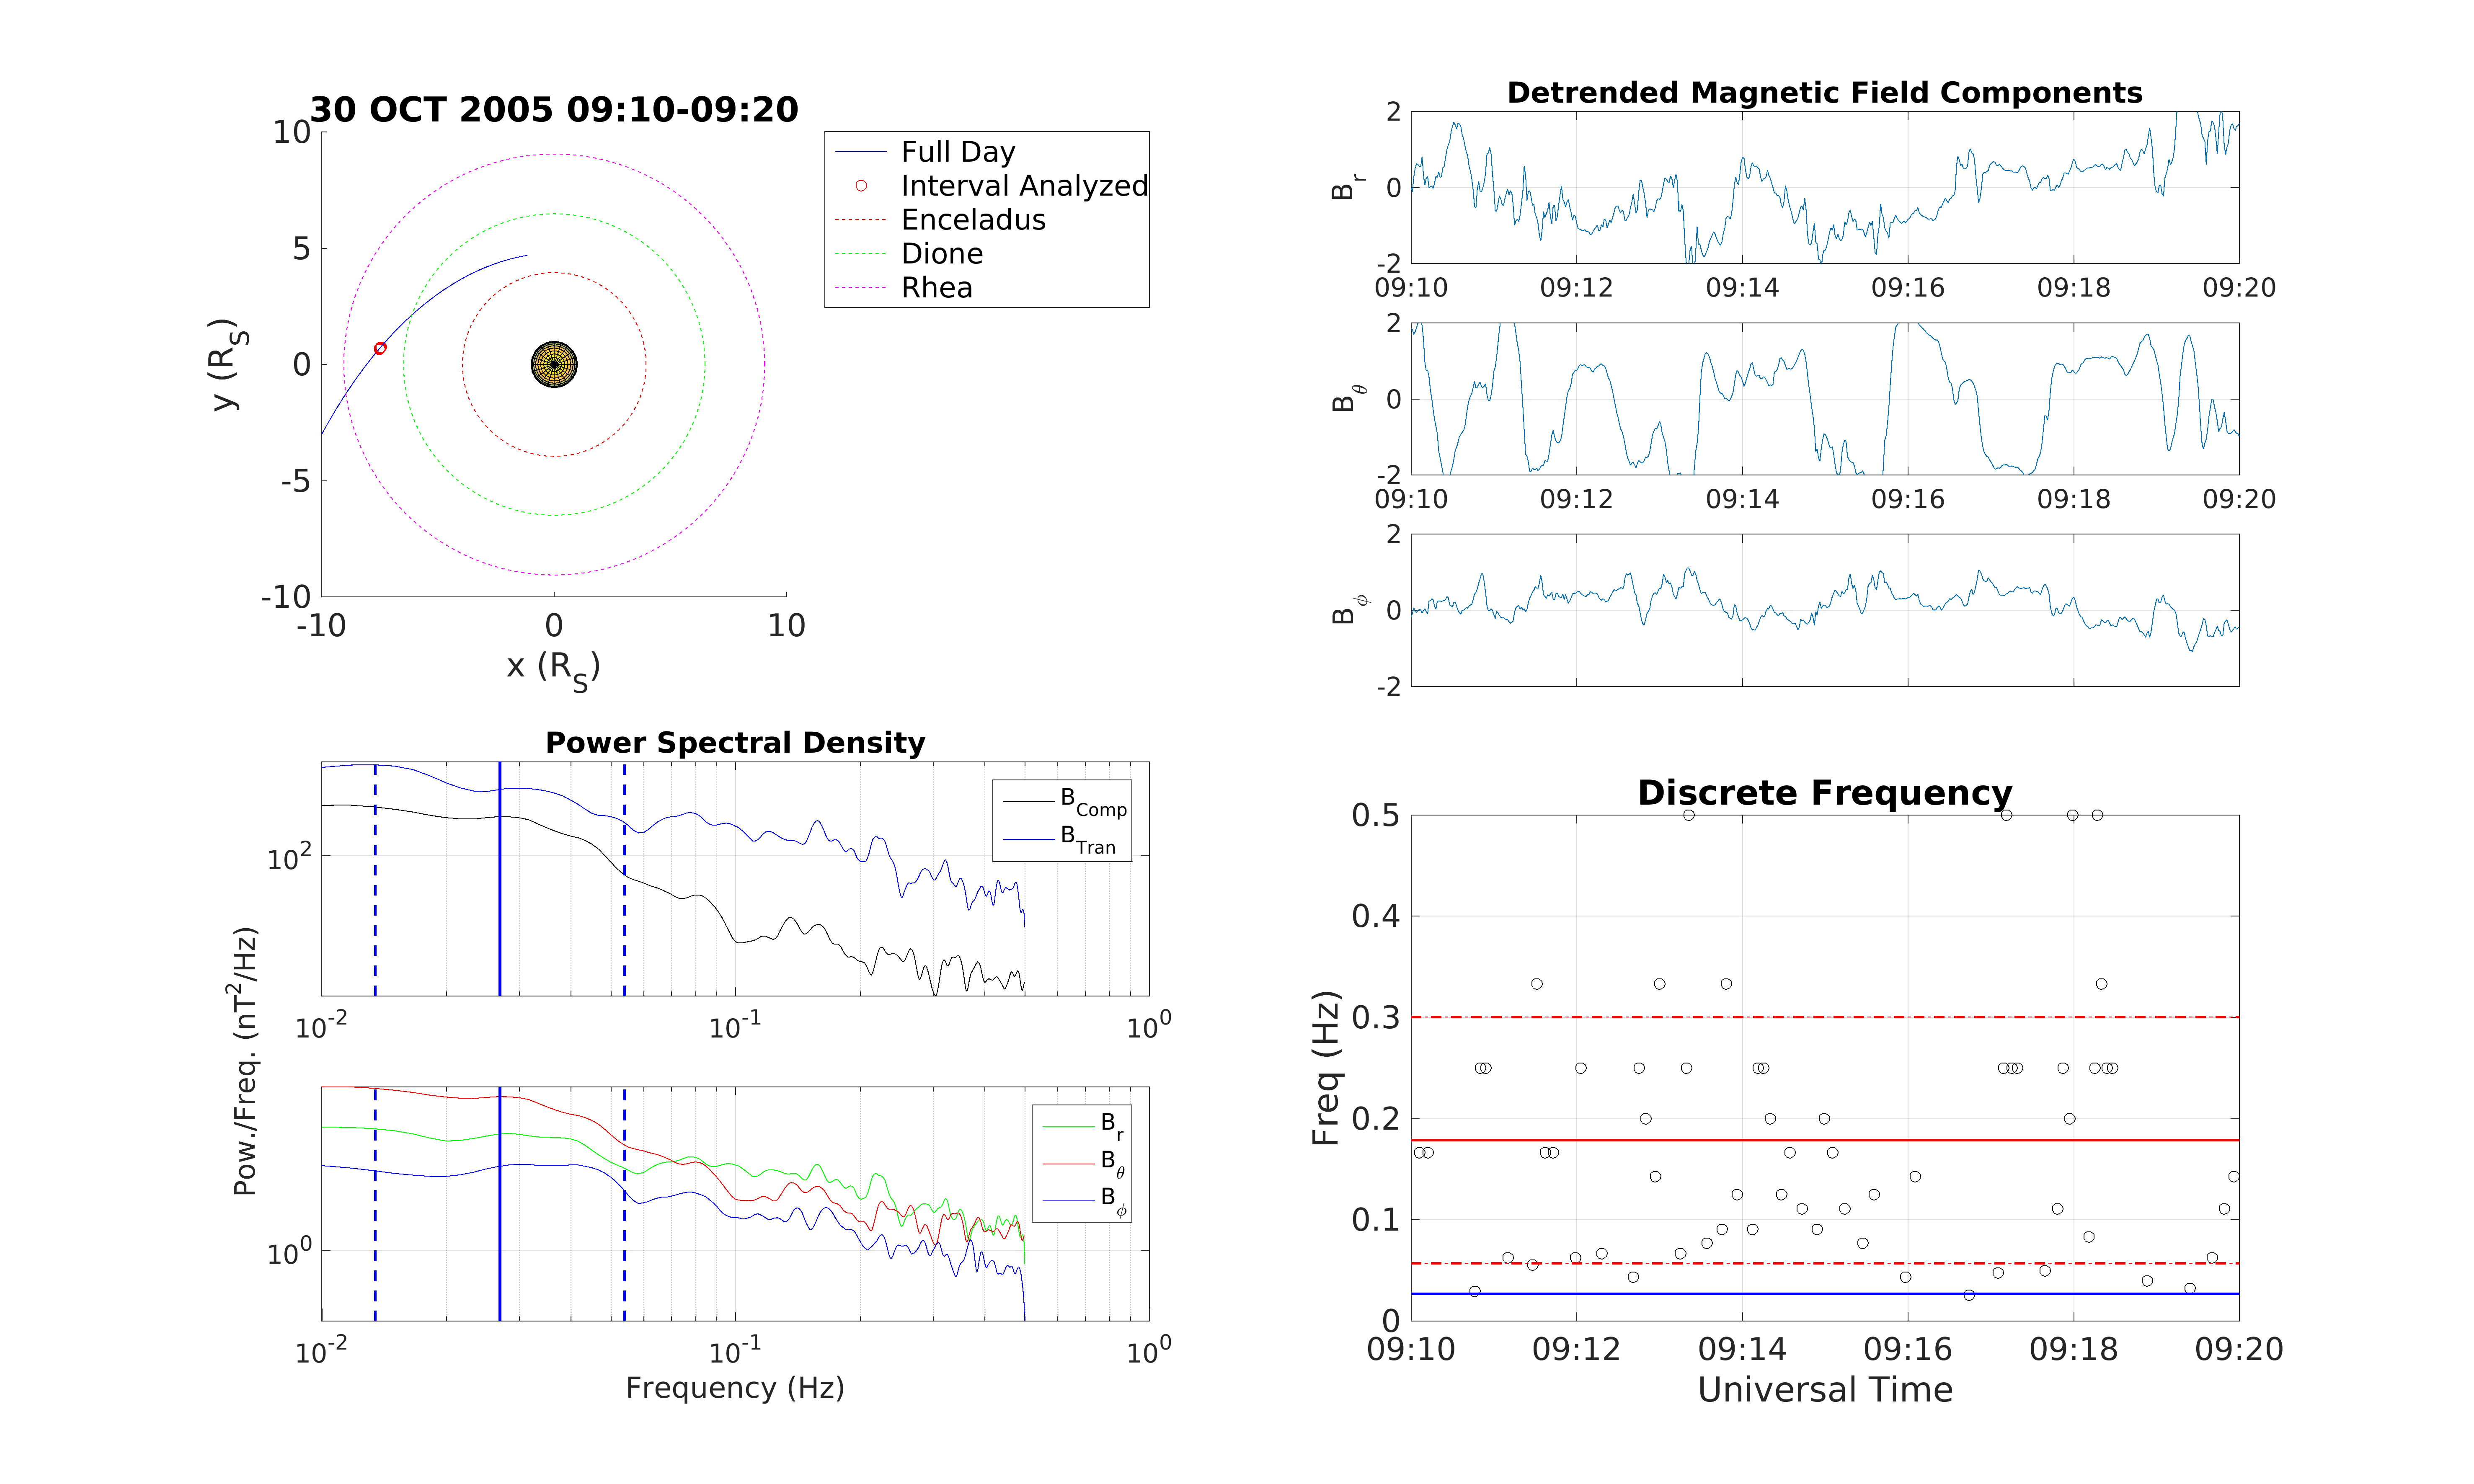 30 OCT 2005 09:10-09:20
10
5
0
-5
-10
-10
0
10
y (R_S)
x (R_S)
Full Day
Interval Analyzed
Enceladus
Dione
Rhea
Detrended Magnetic Field Components
2
0
-2
B_r
09:10
09:12
09:14
09:16
09:18
09:20
2
0
-2
B_θ
09:10
09:12
09:14
09:16
09:18
09:20
2
0
-2
B_ϕ
Power Spectral Density
10^2
B_Comp
B_Tran
10^-2
10^-1
10^0
Pow./Freq. (nT^2/Hz)
10^0
B_r
B_θ
B_ϕ
10^-2
10^-1
10^0
Frequency (Hz)
Discrete Frequency
0.5
0.4
0.3
0.2
0.1
0
Freq (Hz)
09:10
09:12
09:14
09:16
09:18
09:20
Universal Time